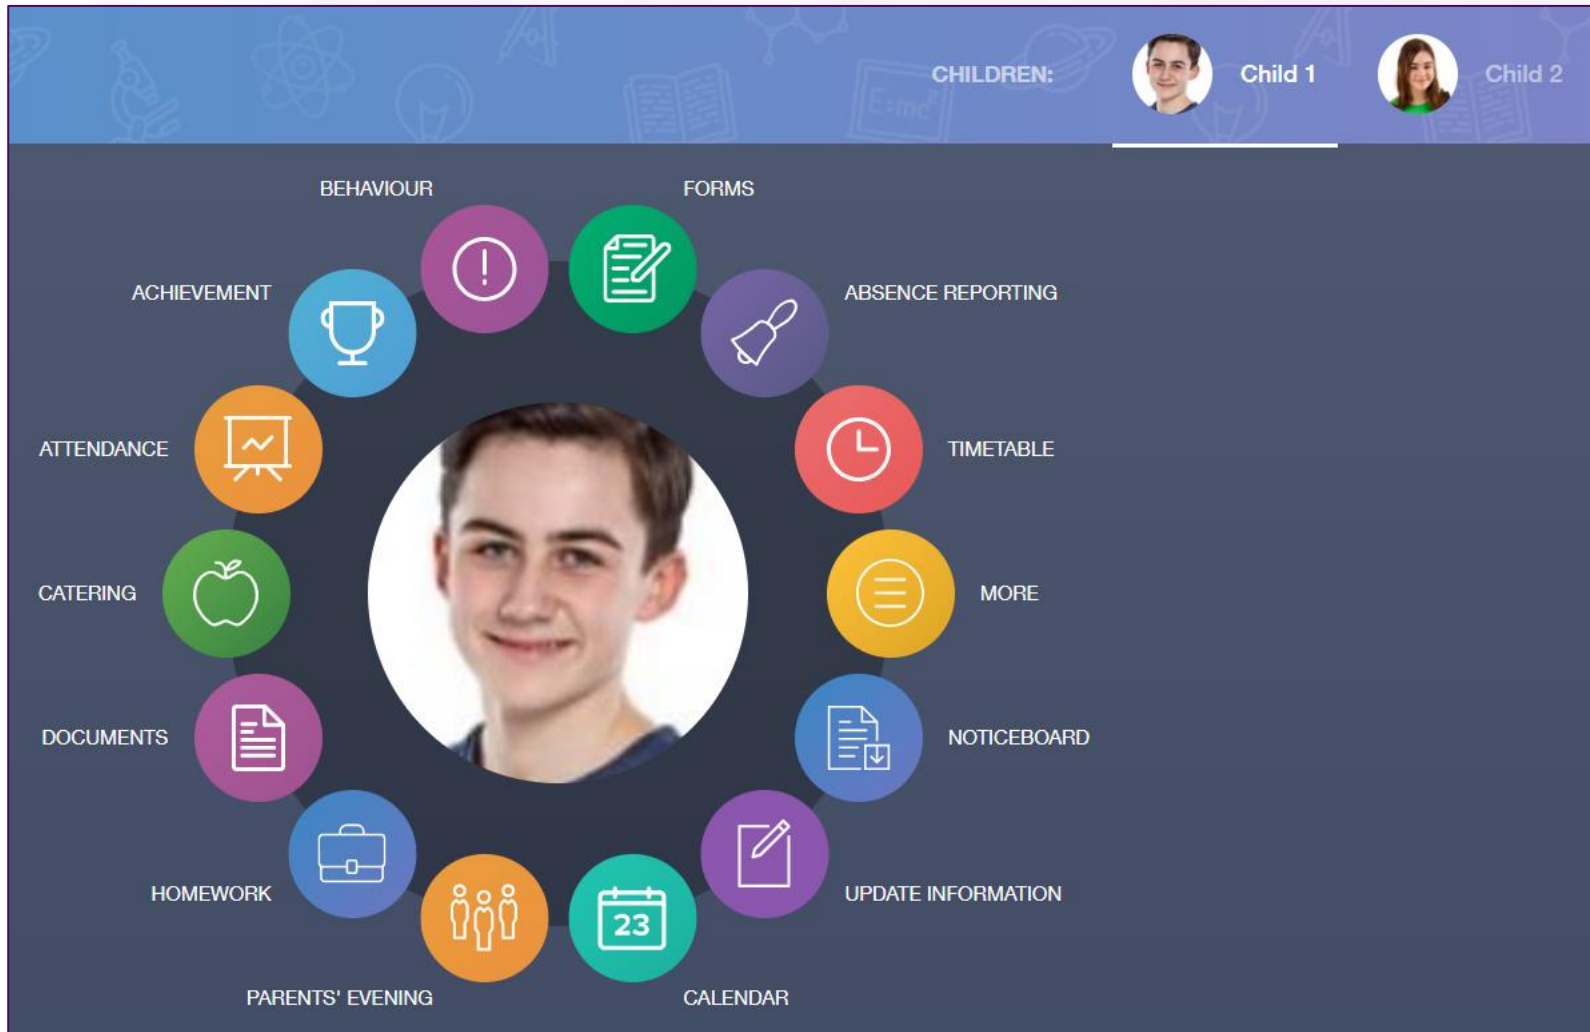 CHILDREN:
Child 1
Child 2
E=mc²
BEHAVIOUR
FORMS
ACHIEVEMENT
ABSENCE REPORTING
ATTENDANCE
TIMETABLE
CATERING
MORE
DOCUMENTS
NOTICEBOARD
HOMEWORK
UPDATE INFORMATION
23
PARENTS' EVENING
CALENDAR